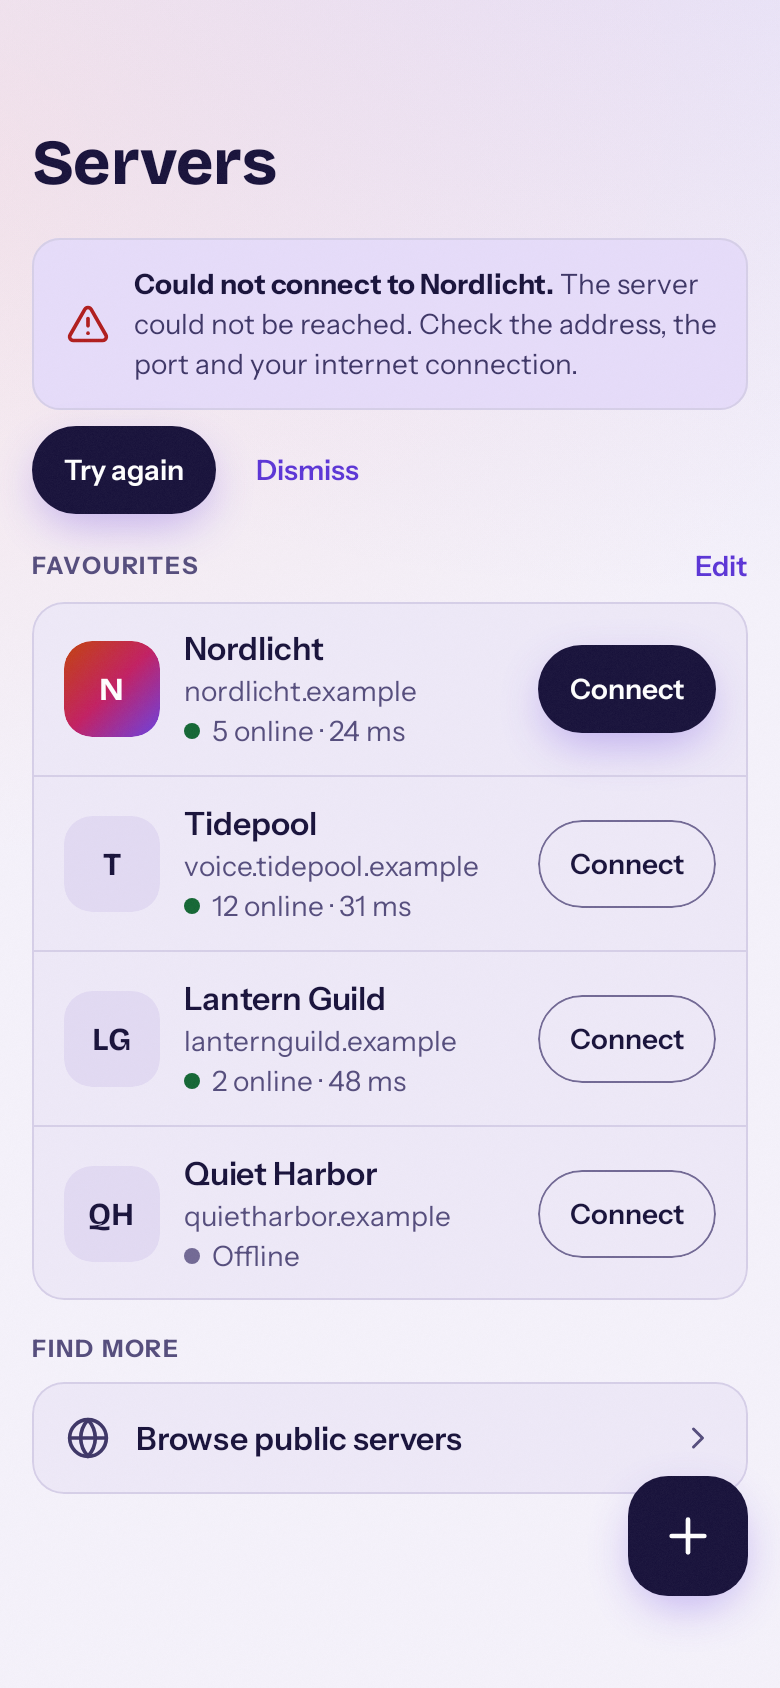 Servers
Could not connect to Nordlicht. The server
could not be reached. Check the address, the
port and your internet connection.
Try again
Dismiss
FAVOURITES
Edit
N
Nordlicht
nordlicht.example
5 online · 24 ms
Connect
T
Tidepool
voice.tidepool.example
12 online · 31 ms
Connect
LG
Lantern Guild
lanternguild.example
2 online · 48 ms
Connect
QH
Quiet Harbor
quietharbor.example
Offline
Connect
FIND MORE
Browse public servers